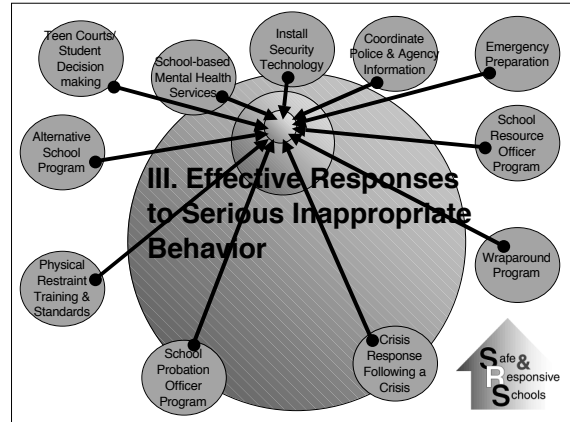 Teen Courts/
Student
Decision
making
School-based
Mental Health
Services
Install
Security
Technology
Coordinate
Police & Agency
Information
Emergency
Preparation
Alternative
School
Program
School
Resource
Officer
Program
III. Effective Responses
to Serious Inappropriate
Behavior
Physical
Restraint
Training &
Standards
Wraparound
Program
School
Probation
Officer
Program
Crisis
Response
Following a
Crisis
Safe &
Responsive
Schools